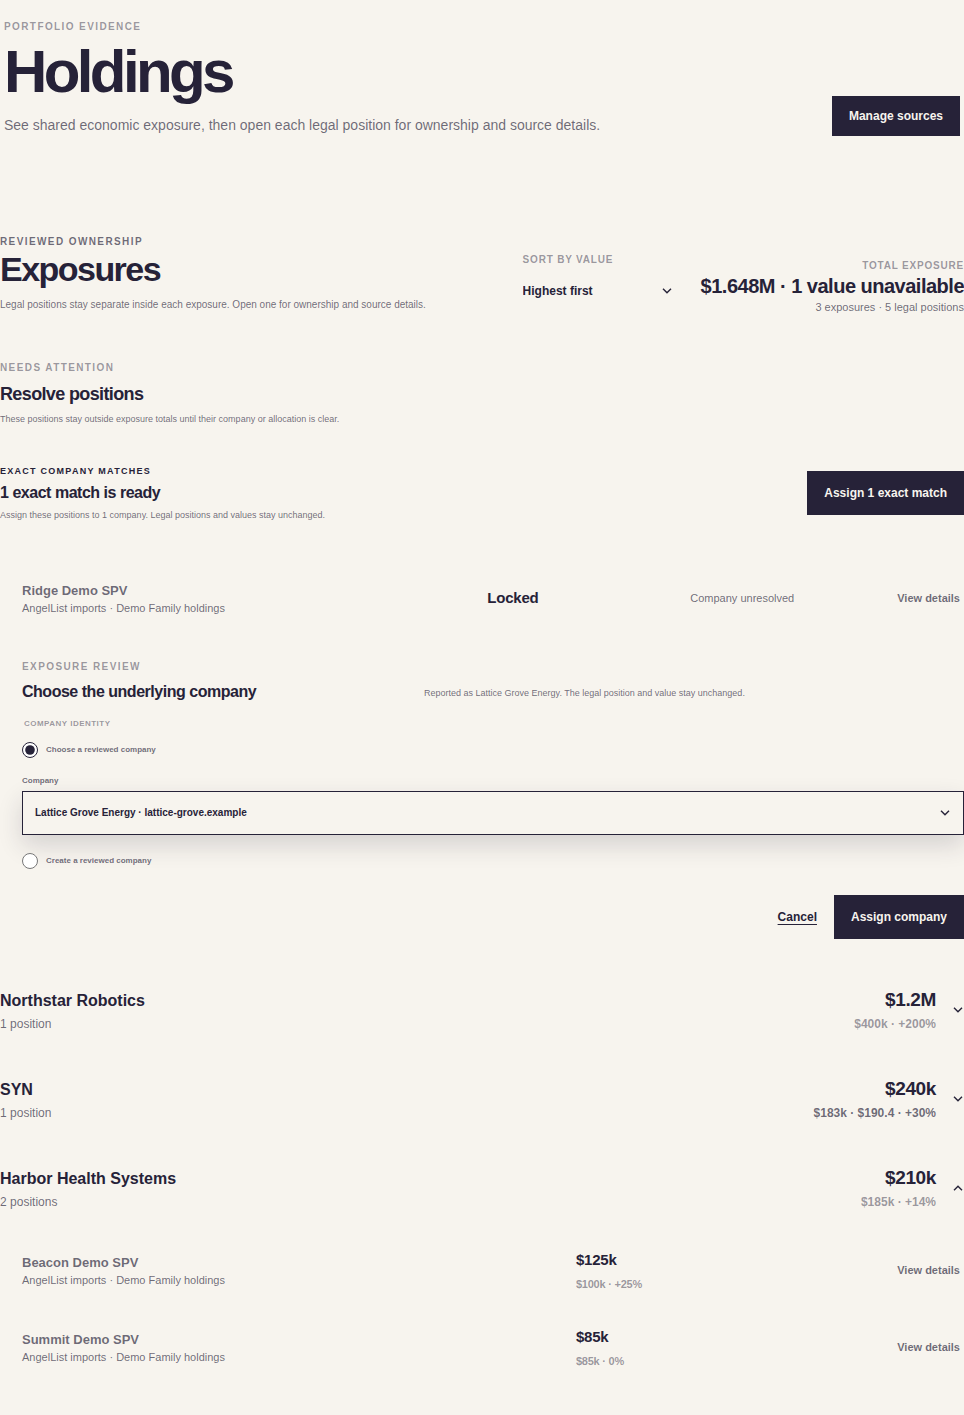 PORTFOLIO EVIDENCE
Holdings
See shared economic exposure, then open each legal position for ownership and source details.
Manage sources
REVIEWED OWNERSHIP
Exposures
Legal positions stay separate inside each exposure. Open one for ownership and source details.
SORT BY VALUE
Highest first
TOTAL EXPOSURE
$1.648M · 1 value unavailable
3 exposures · 5 legal positions
NEEDS ATTENTION
Resolve positions
These positions stay outside exposure totals until their company or allocation is clear.
EXACT COMPANY MATCHES
1 exact match is ready
Assign these positions to 1 company. Legal positions and values stay unchanged.
Assign 1 exact match
Ridge Demo SPV
AngelList imports · Demo Family holdings
Locked
Company unresolved
View details
EXPOSURE REVIEW
Choose the underlying company
Reported as Lattice Grove Energy. The legal position and value stay unchanged.
COMPANY IDENTITY
Choose a reviewed company
Company
Lattice Grove Energy · lattice-grove.example
Create a reviewed company
Cancel
Assign company
Northstar Robotics
1 position
$1.2M
$400k · +200%
SYN
1 position
$240k
$183k · $190.4 · +30%
Harbor Health Systems
2 positions
$210k
$185k · +14%
Beacon Demo SPV
AngelList imports · Demo Family holdings
$125k
$100k · +25%
View details
Summit Demo SPV
AngelList imports · Demo Family holdings
$85k
$85k · 0%
View details